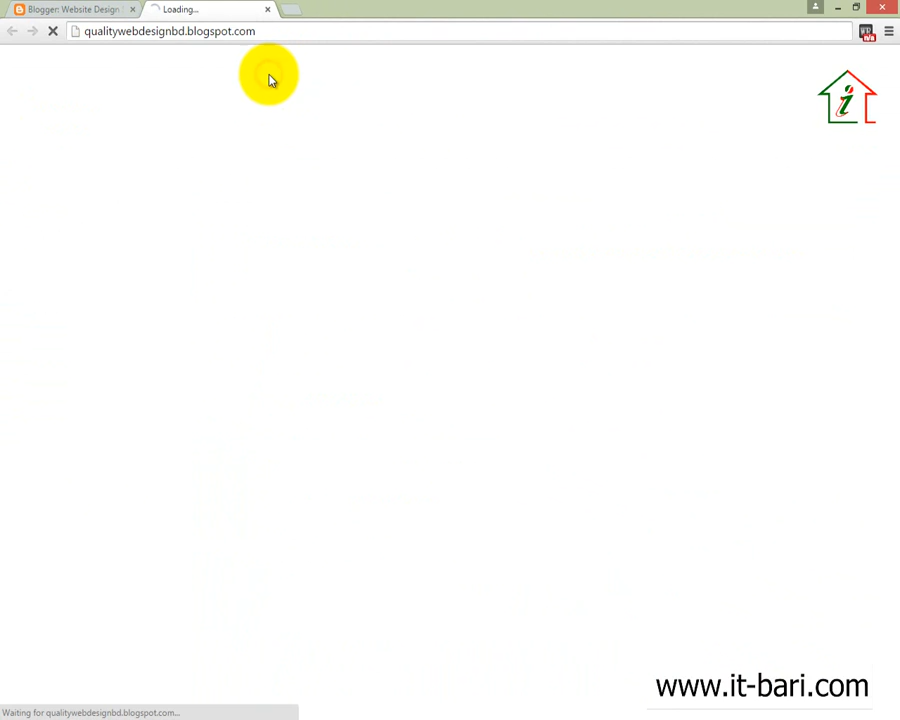 Blogger: Website Design
Loading...
qualitywebdesignbd.blogspot.com
n/a
i
www.it-bari.com
Waiting for qualitywebdesignbd.blogspot.com...